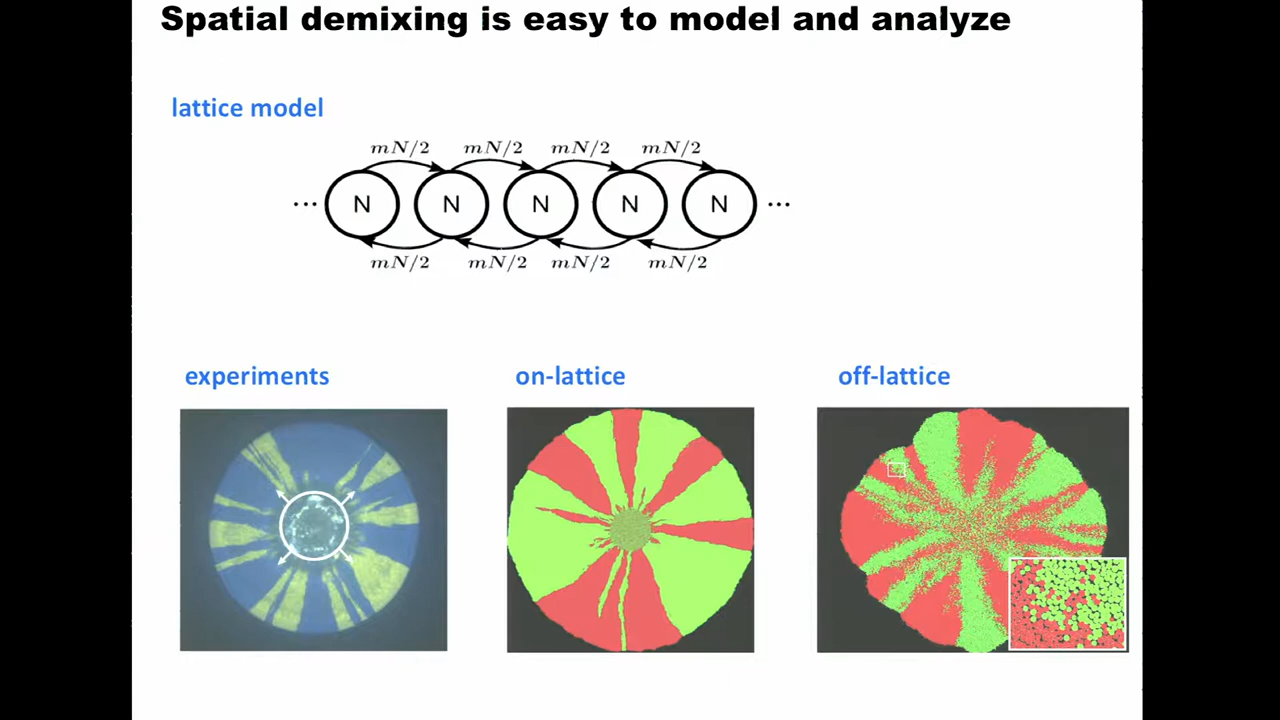 Spatial demixing is easy to model and analyze
lattice model
mN/2 mN/2 mN/2 mN/2
... N N N N N ...
mN/2 mN/2 mN/2 mN/2
experiments on-lattice off-lattice